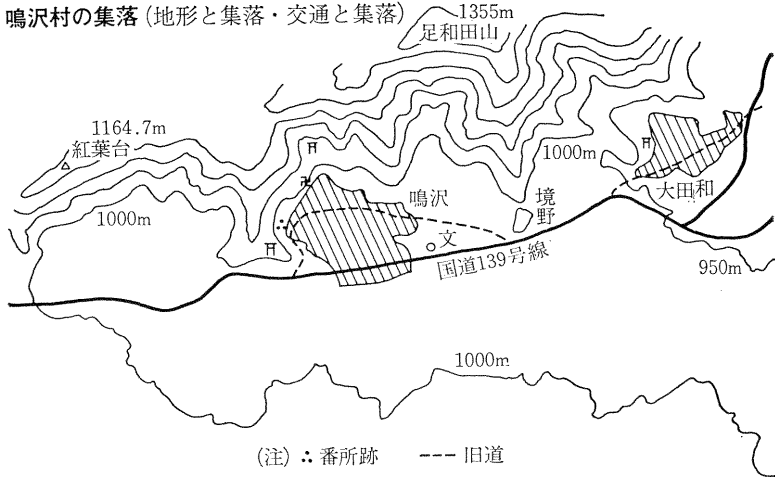 鳴沢村の集落(地形と集落・交通と集落)
1355m
足和田山
1164.7m
紅葉台
1000m
1000m
大田和
鳴沢
境野
文
国道139号線
950m
1000m
(注) ∴ 番所跡 --- 旧道